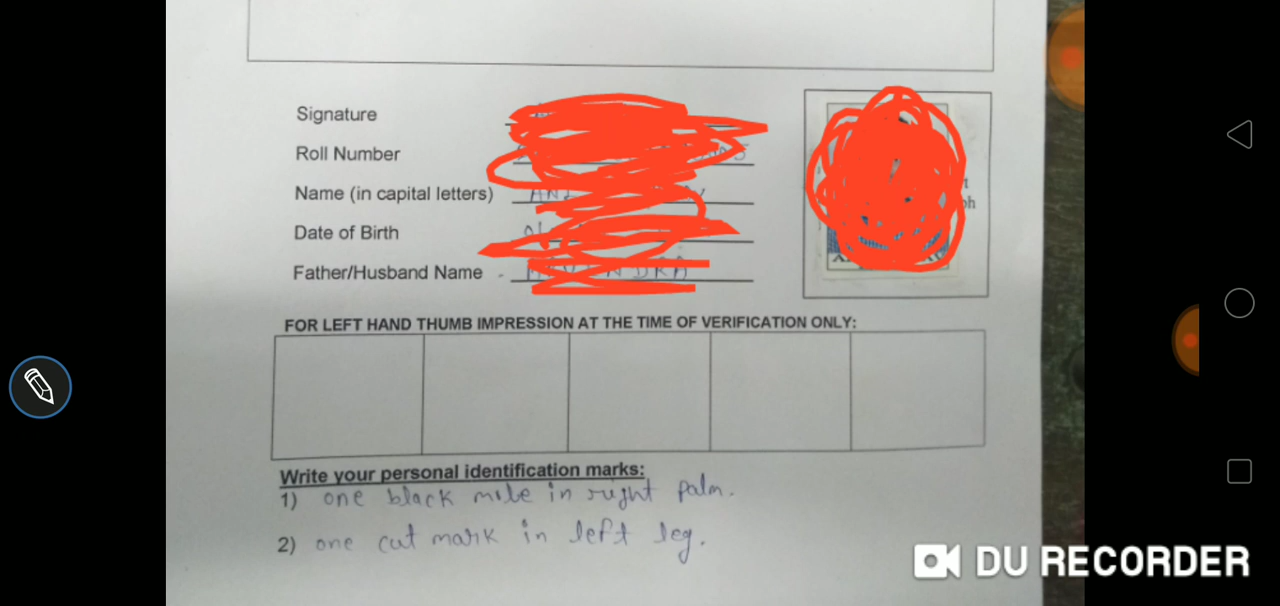 Signature
Roll Number
Name (in capital letters)
Date of Birth
Father/Husband Name
FOR LEFT HAND THUMB IMPRESSION AT THE TIME OF VERIFICATION ONLY:
Write your personal identification marks:
1) one black mole in right palm.
2) one cut mark in left leg.
DU RECORDER